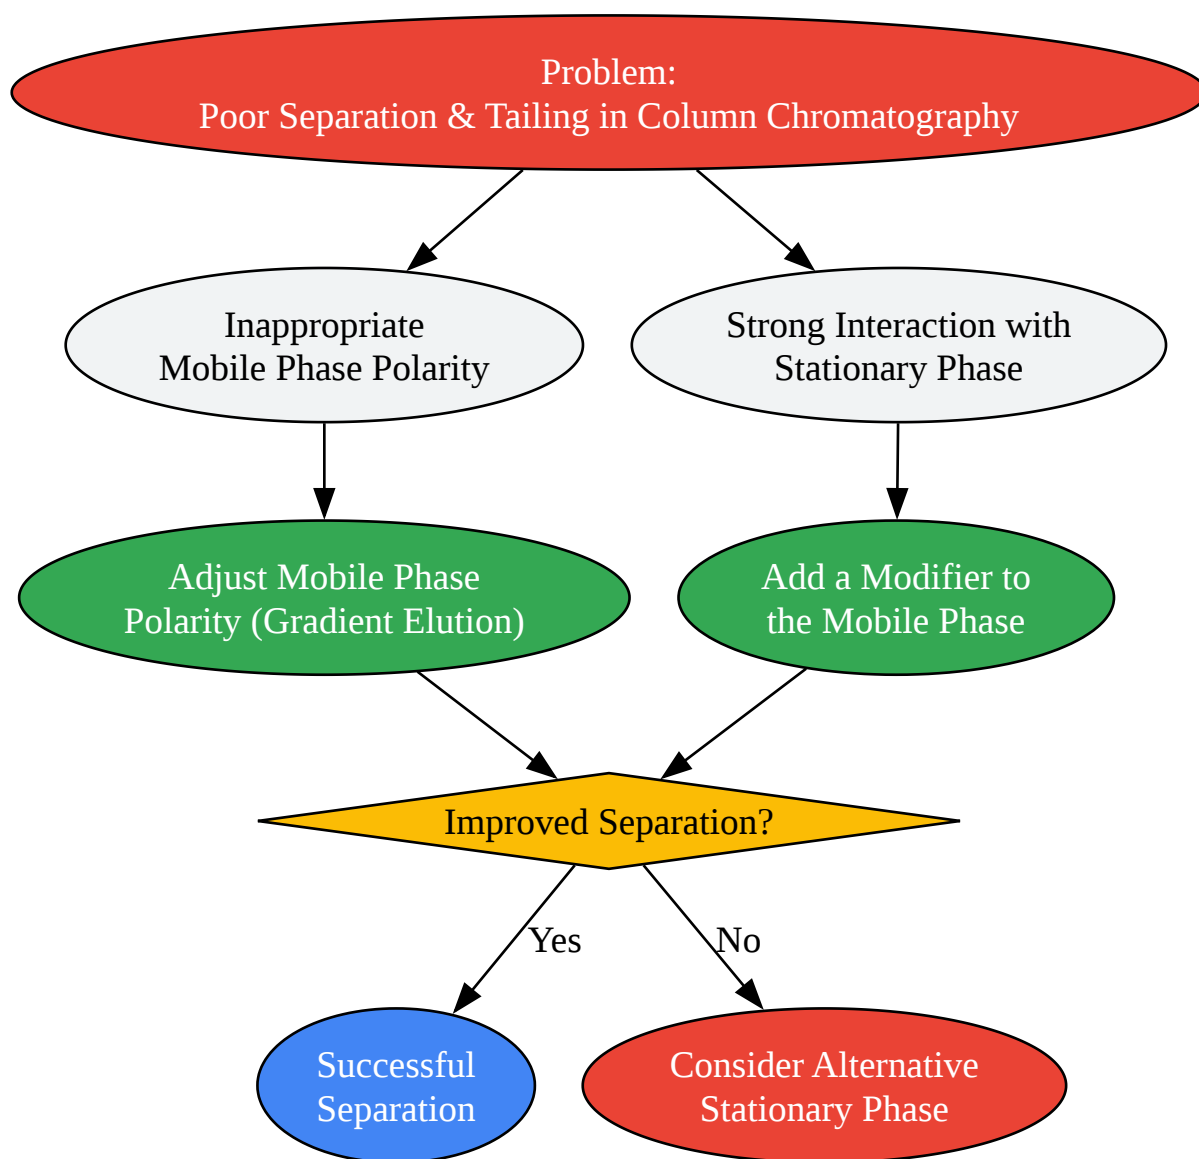 Problem:
Poor Separation & Tailing in Column Chromatography
Inappropriate
Mobile Phase Polarity
Strong Interaction with
Stationary Phase
Adjust Mobile Phase
Polarity (Gradient Elution)
Add a Modifier to
the Mobile Phase
Improved Separation?
Yes
No
Successful
Separation
Consider Alternative
Stationary Phase